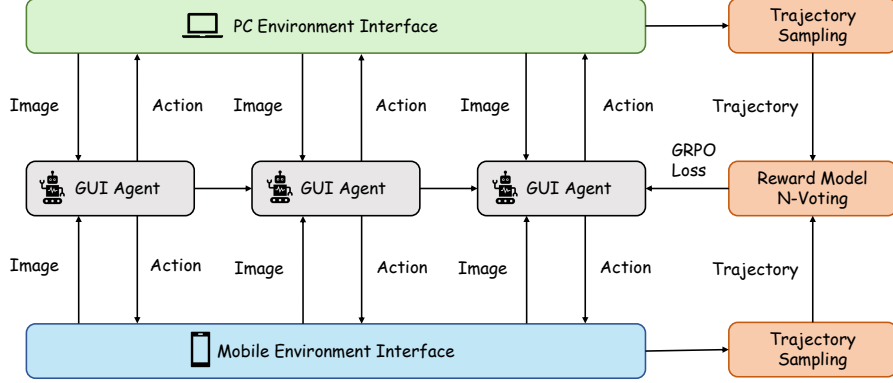 PC Environment Interface
Trajectory
Sampling
Image
Action
Image
Action
Image
Action
Trajectory
GUI Agent
GUI Agent
GUI Agent
GRPO
Loss
Reward Model
N-Voting
Image
Action
Image
Action
Image
Action
Trajectory
Mobile Environment Interface
Trajectory
Sampling